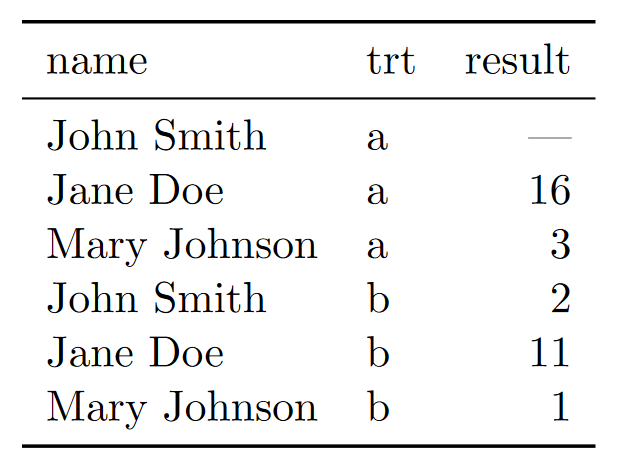 name trt result
John Smith a —
Jane Doe a 16
Mary Johnson a 3
John Smith b 2
Jane Doe b 11
Mary Johnson b 1